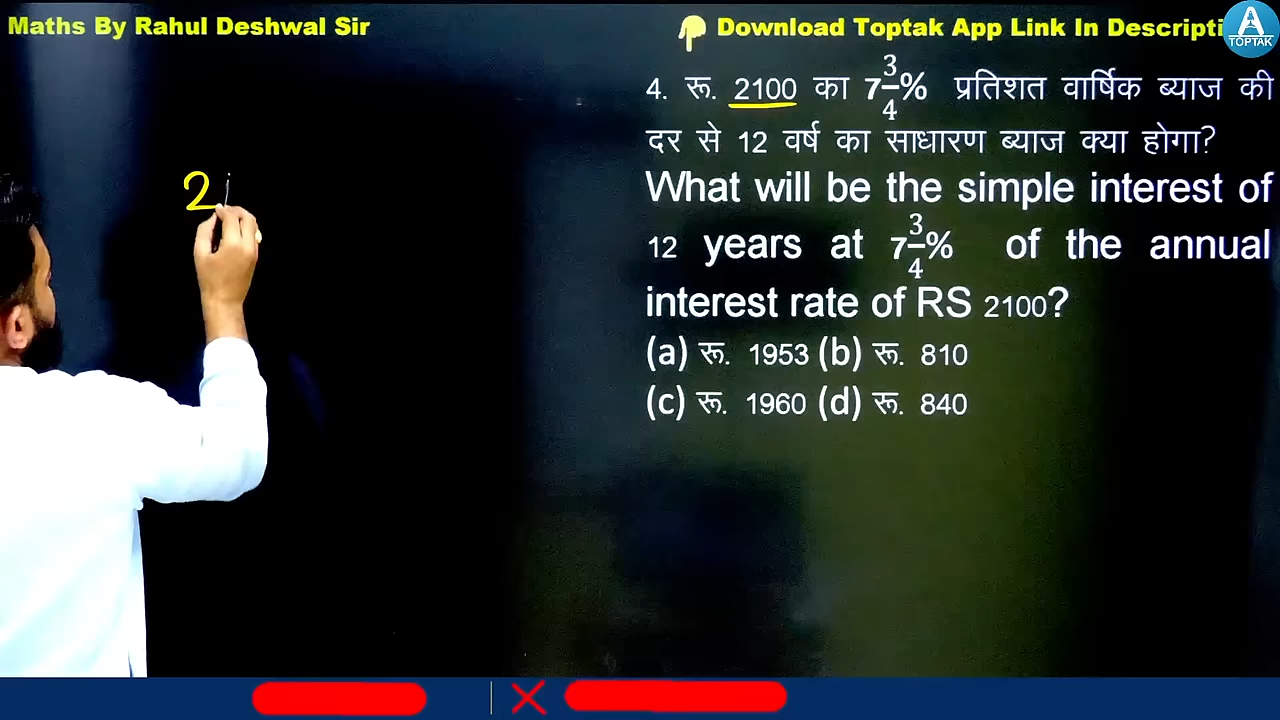 Maths By Rahul Deshwal Sir
Download Toptak App Link In Descripti
A
TOPTAK
4. रू. 2100 का 7 3/4% प्रतिशत वार्षिक ब्याज की
दर से 12 वर्ष का साधारण ब्याज क्या होगा?
What will be the simple interest of
12 years at 7 3/4% of the annual
interest rate of RS 2100?
(a) रू. 1953 (b) रू. 810
(c) रू. 1960 (d) रू. 840
21